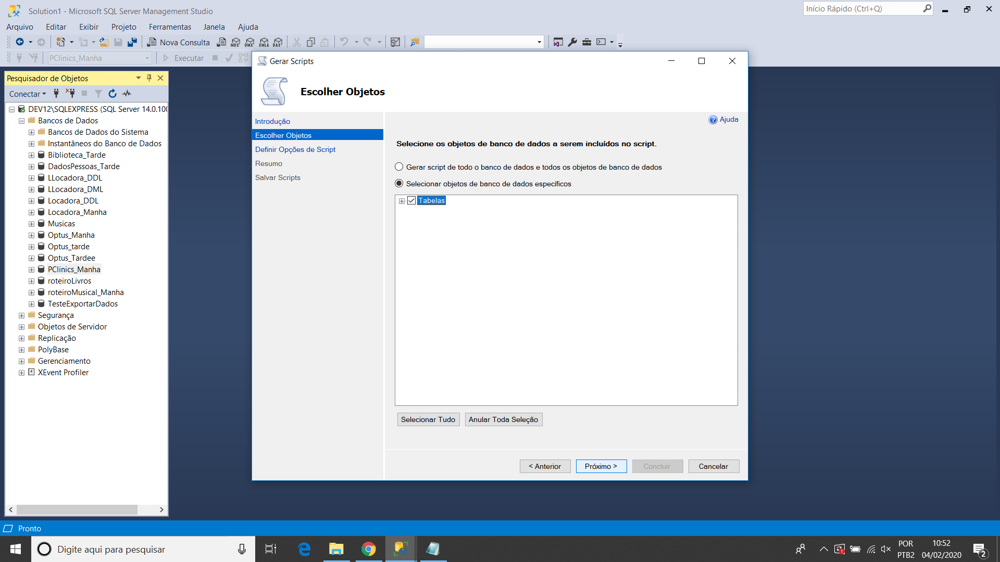 Solution1 - Microsoft SQL Server Management Studio
Início Rápido (Ctrl+Q)
Arquivo Editar Exibir Projeto Ferramentas Janela Ajuda
Nova Consulta MDX DMX XMLA DAX
PClinics_Manha Executar
Pesquisador de Objetos
Conectar
DEV12\SQLEXPRESS (SQL Server 14.0.100
Bancos de Dados
Bancos de Dados do Sistema
Instantâneos do Banco de Dados
Biblioteca_Tarde
DadosPessoas_Tarde
LLocadora_DDL
LLocadora_DML
Locadora_DDL
Locadora_Manha
Musicas
Optus_Manha
Optus_tarde
Optus_Tardee
PClinics_Manha
roteiroLivros
roteiroMusical_Manha
TesteExportarDados
Segurança
Objetos de Servidor
Replicação
PolyBase
Gerenciamento
XEvent Profiler
Gerar Scripts
Escolher Objetos
Introdução
Escolher Objetos
Definir Opções de Script
Resumo
Salvar Scripts
Ajuda
Selecione os objetos de banco de dados a serem incluídos no script.
Gerar script de todo o banco de dados e todos os objetos de banco de dados
Selecionar objetos de banco de dados específicos
Tabelas
Selecionar Tudo Anular Toda Seleção
< Anterior Próximo > Concluir Cancelar
Pronto
Digite aqui para pesquisar
POR
PTB2
10:52
04/02/2020
2